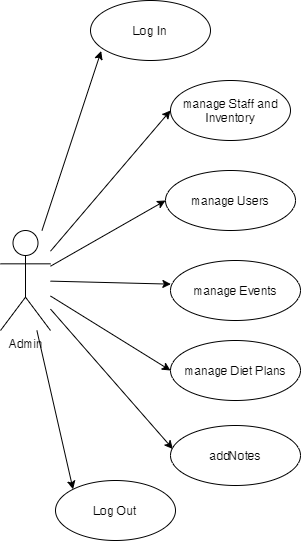 Log In
manage Staff and
Inventory
manage Users
manage Events
Admin
manage Diet Plans
addNotes
Log Out